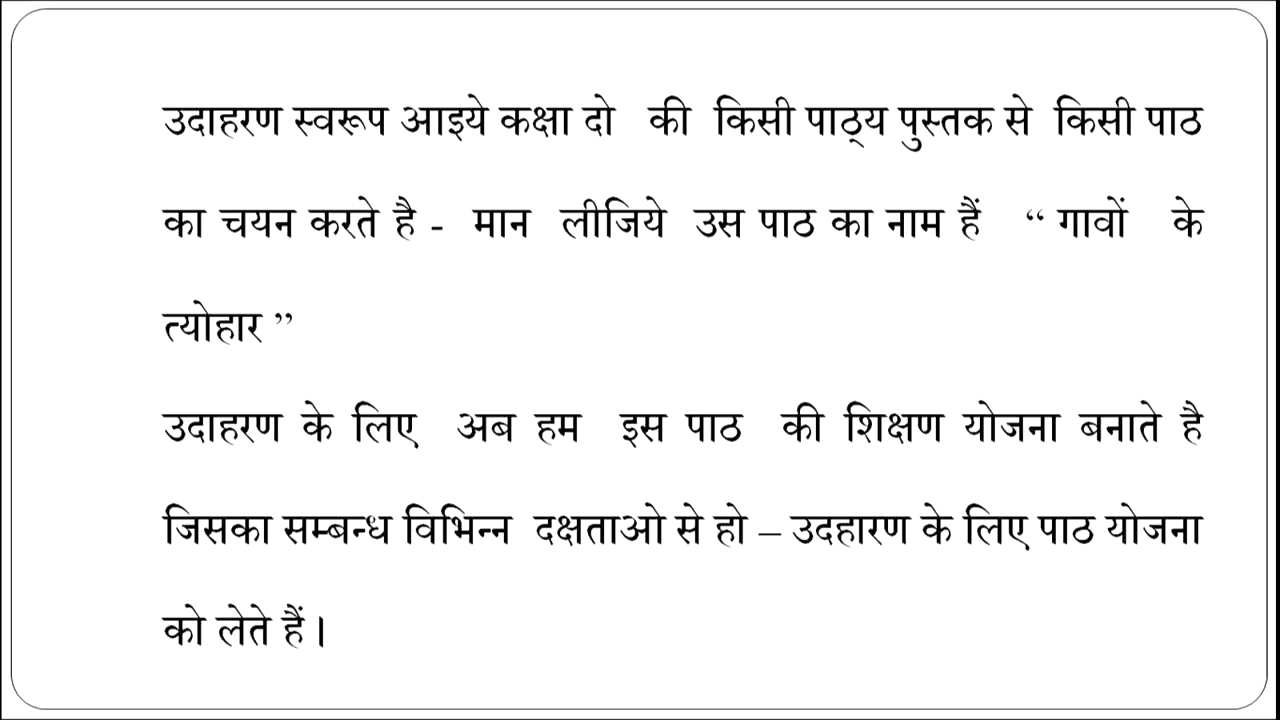 उदाहरण स्वरूप आइये कक्षा दो की किसी पाठ्य पुस्तक से किसी पाठ
का चयन करते है - मान लीजिये उस पाठ का नाम हैं “ गावों के
त्योहार ”
उदाहरण के लिए अब हम इस पाठ की शिक्षण योजना बनाते है
जिसका सम्बन्ध विभिन्न दक्षताओ से हो – उदहारण के लिए पाठ योजना
को लेते हैं।